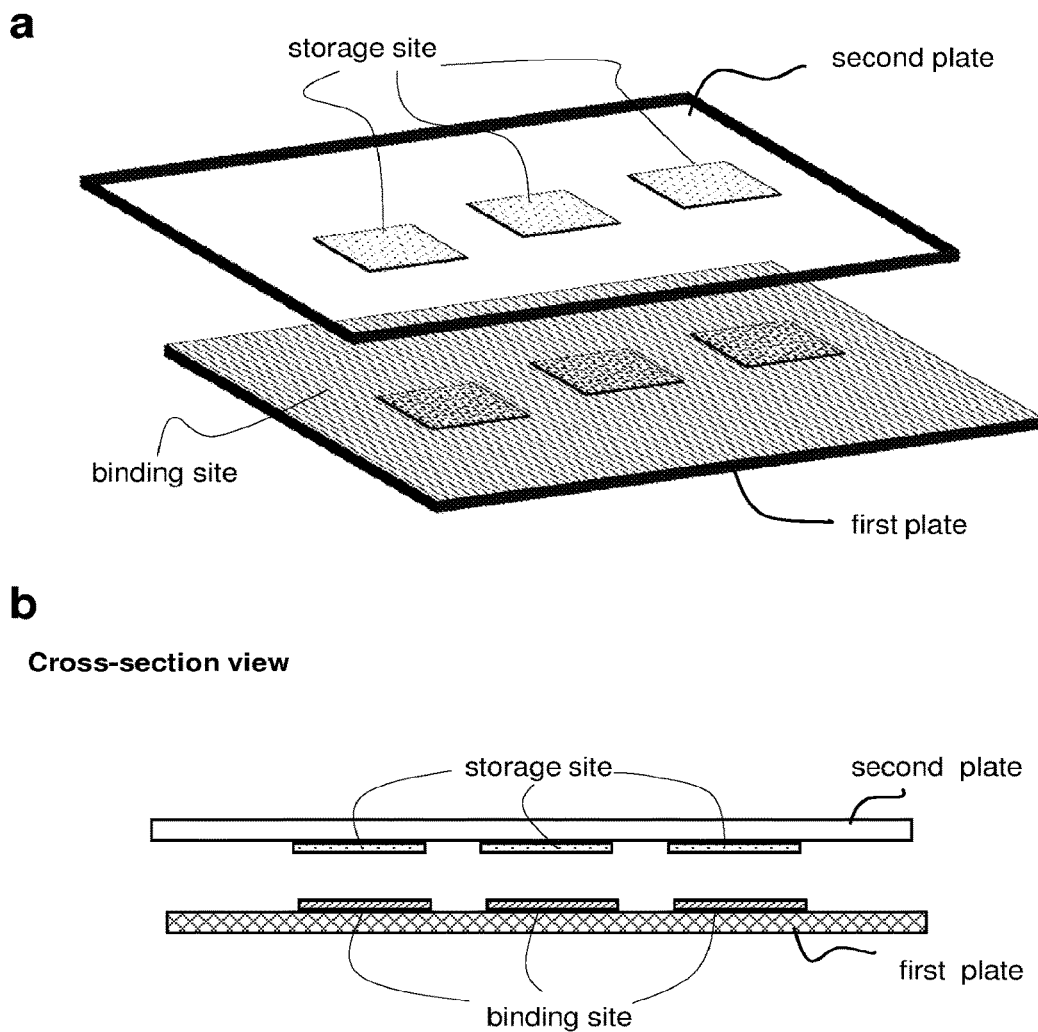 a
storage site
second plate
binding site
first plate
b
Cross-section view
storage site
second plate
first plate
binding site